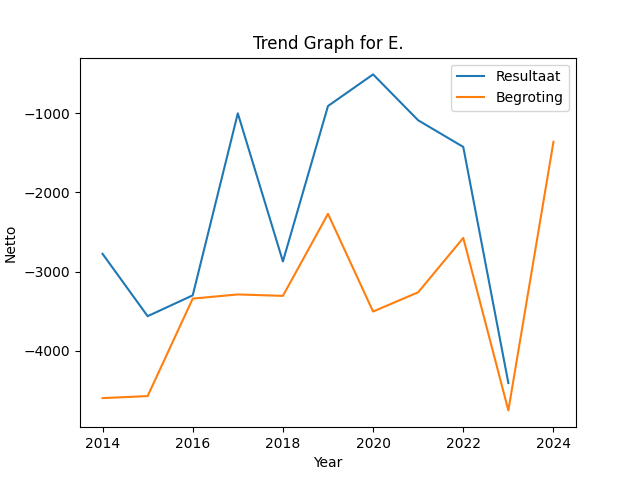 Trend Graph for E.
Resultaat
Begroting
Netto
−1000
−2000
−3000
−4000
2014
2016
2018
2020
2022
2024
Year